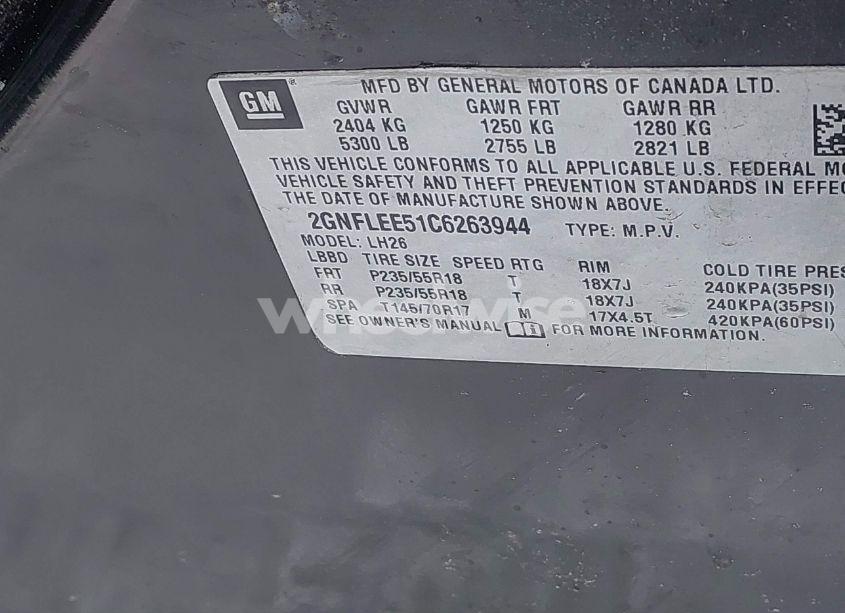 GM
MFD BY GENERAL MOTORS OF CANADA LTD.
GVWR GAWR FRT GAWR RR
2404 KG 1250 KG 1280 KG
5300 LB 2755 LB 2821 LB
THIS VEHICLE CONFORMS TO ALL APPLICABLE U.S. FEDERAL MO
VEHICLE SAFETY AND THEFT PREVENTION STANDARDS IN EFFEC
THE DATE OF MANUFACTURE SHOWN ABOVE.
2GNFLEE51C6263944 TYPE: M.P.V.
MODEL: LH26
LBBD TIRE SIZE SPEED RTG RIM COLD TIRE PRES
FRT P235/55R18 T 18X7J 240KPA(35PSI)
RR P235/55R18 T 18X7J 240KPA(35PSI)
SPA T145/70R17 M 17X4.5T 420KPA(60PSI)
SEE OWNER'S MANUAL FOR MORE INFORMATION.
wheelwise